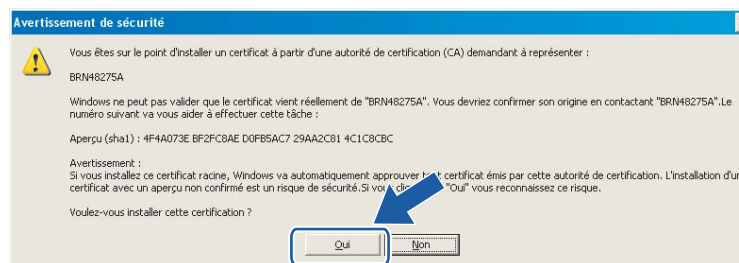 Avertissement de sécurité
Vous êtes sur le point d'installer un certificat à partir d'une autorité de certification (CA) demandant à représenter :
BRN48275A
Windows ne peut pas valider que le certificat vient réellement de "BRN48275A". Vous devriez confirmer son origine en contactant "BRN48275A".Le
numéro suivant va vous aider à effectuer cette tâche :
Aperçu (sha1) : 4F4A073E BF2FC8AE D0FB5AC7 29AA2C81 4C1C8CBC
Avertissement :
Si vous installez ce certificat racine, Windows va automatiquement approuver certificat émis par cette autorité de certification. L'installation
certificat avec un aperçu non confirmé est un risque de sécurité.Si "Oui" vous reconnaissez ce risque.
Voulez-vous installer cette certification ?
Oui
Non